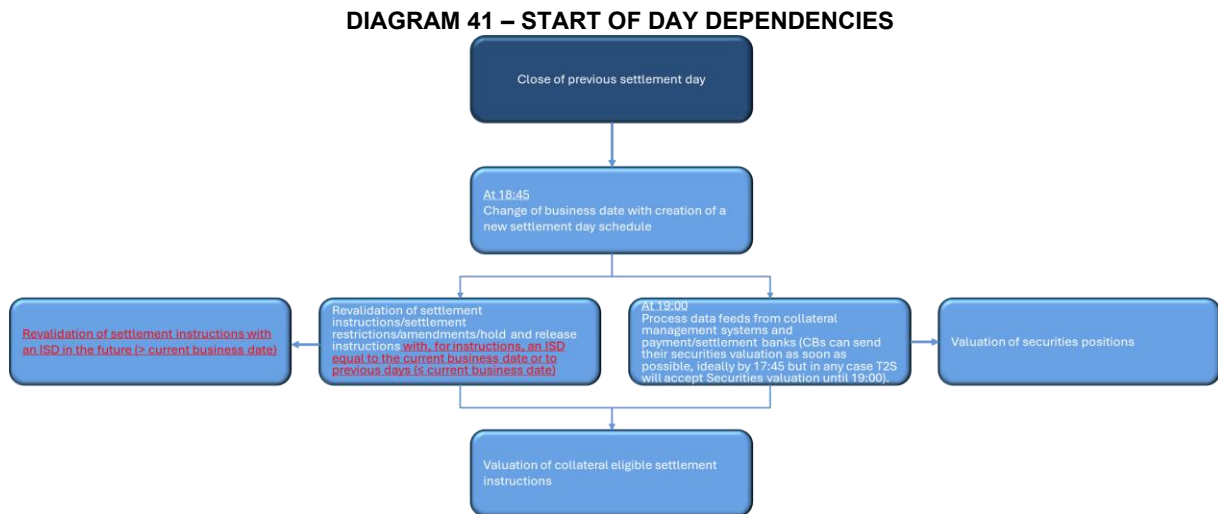 DIAGRAM 41 – START OF DAY DEPENDENCIES
Close of previous settlement day
At 18:45
Change of business date with creation of a
new settlement day schedule
Revalidation of settlement instructions with
an ISD in the future (> current business date)
Revalidation of settlement
instructions/settlement
restrictions/amendments/hold and release
instructions with, for instructions, an ISD
equal to the current business date or to
previous days (≤ current business date)
At 19:00
Process data feeds from collateral
management systems and
payment/settlement banks (CBs can send
their securities valuation as soon as
possible, ideally by 17:45 but in any case T2S
will accept Securities valuation until 19:00).
Valuation of securities positions
Valuation of collateral eligible settlement
instructions